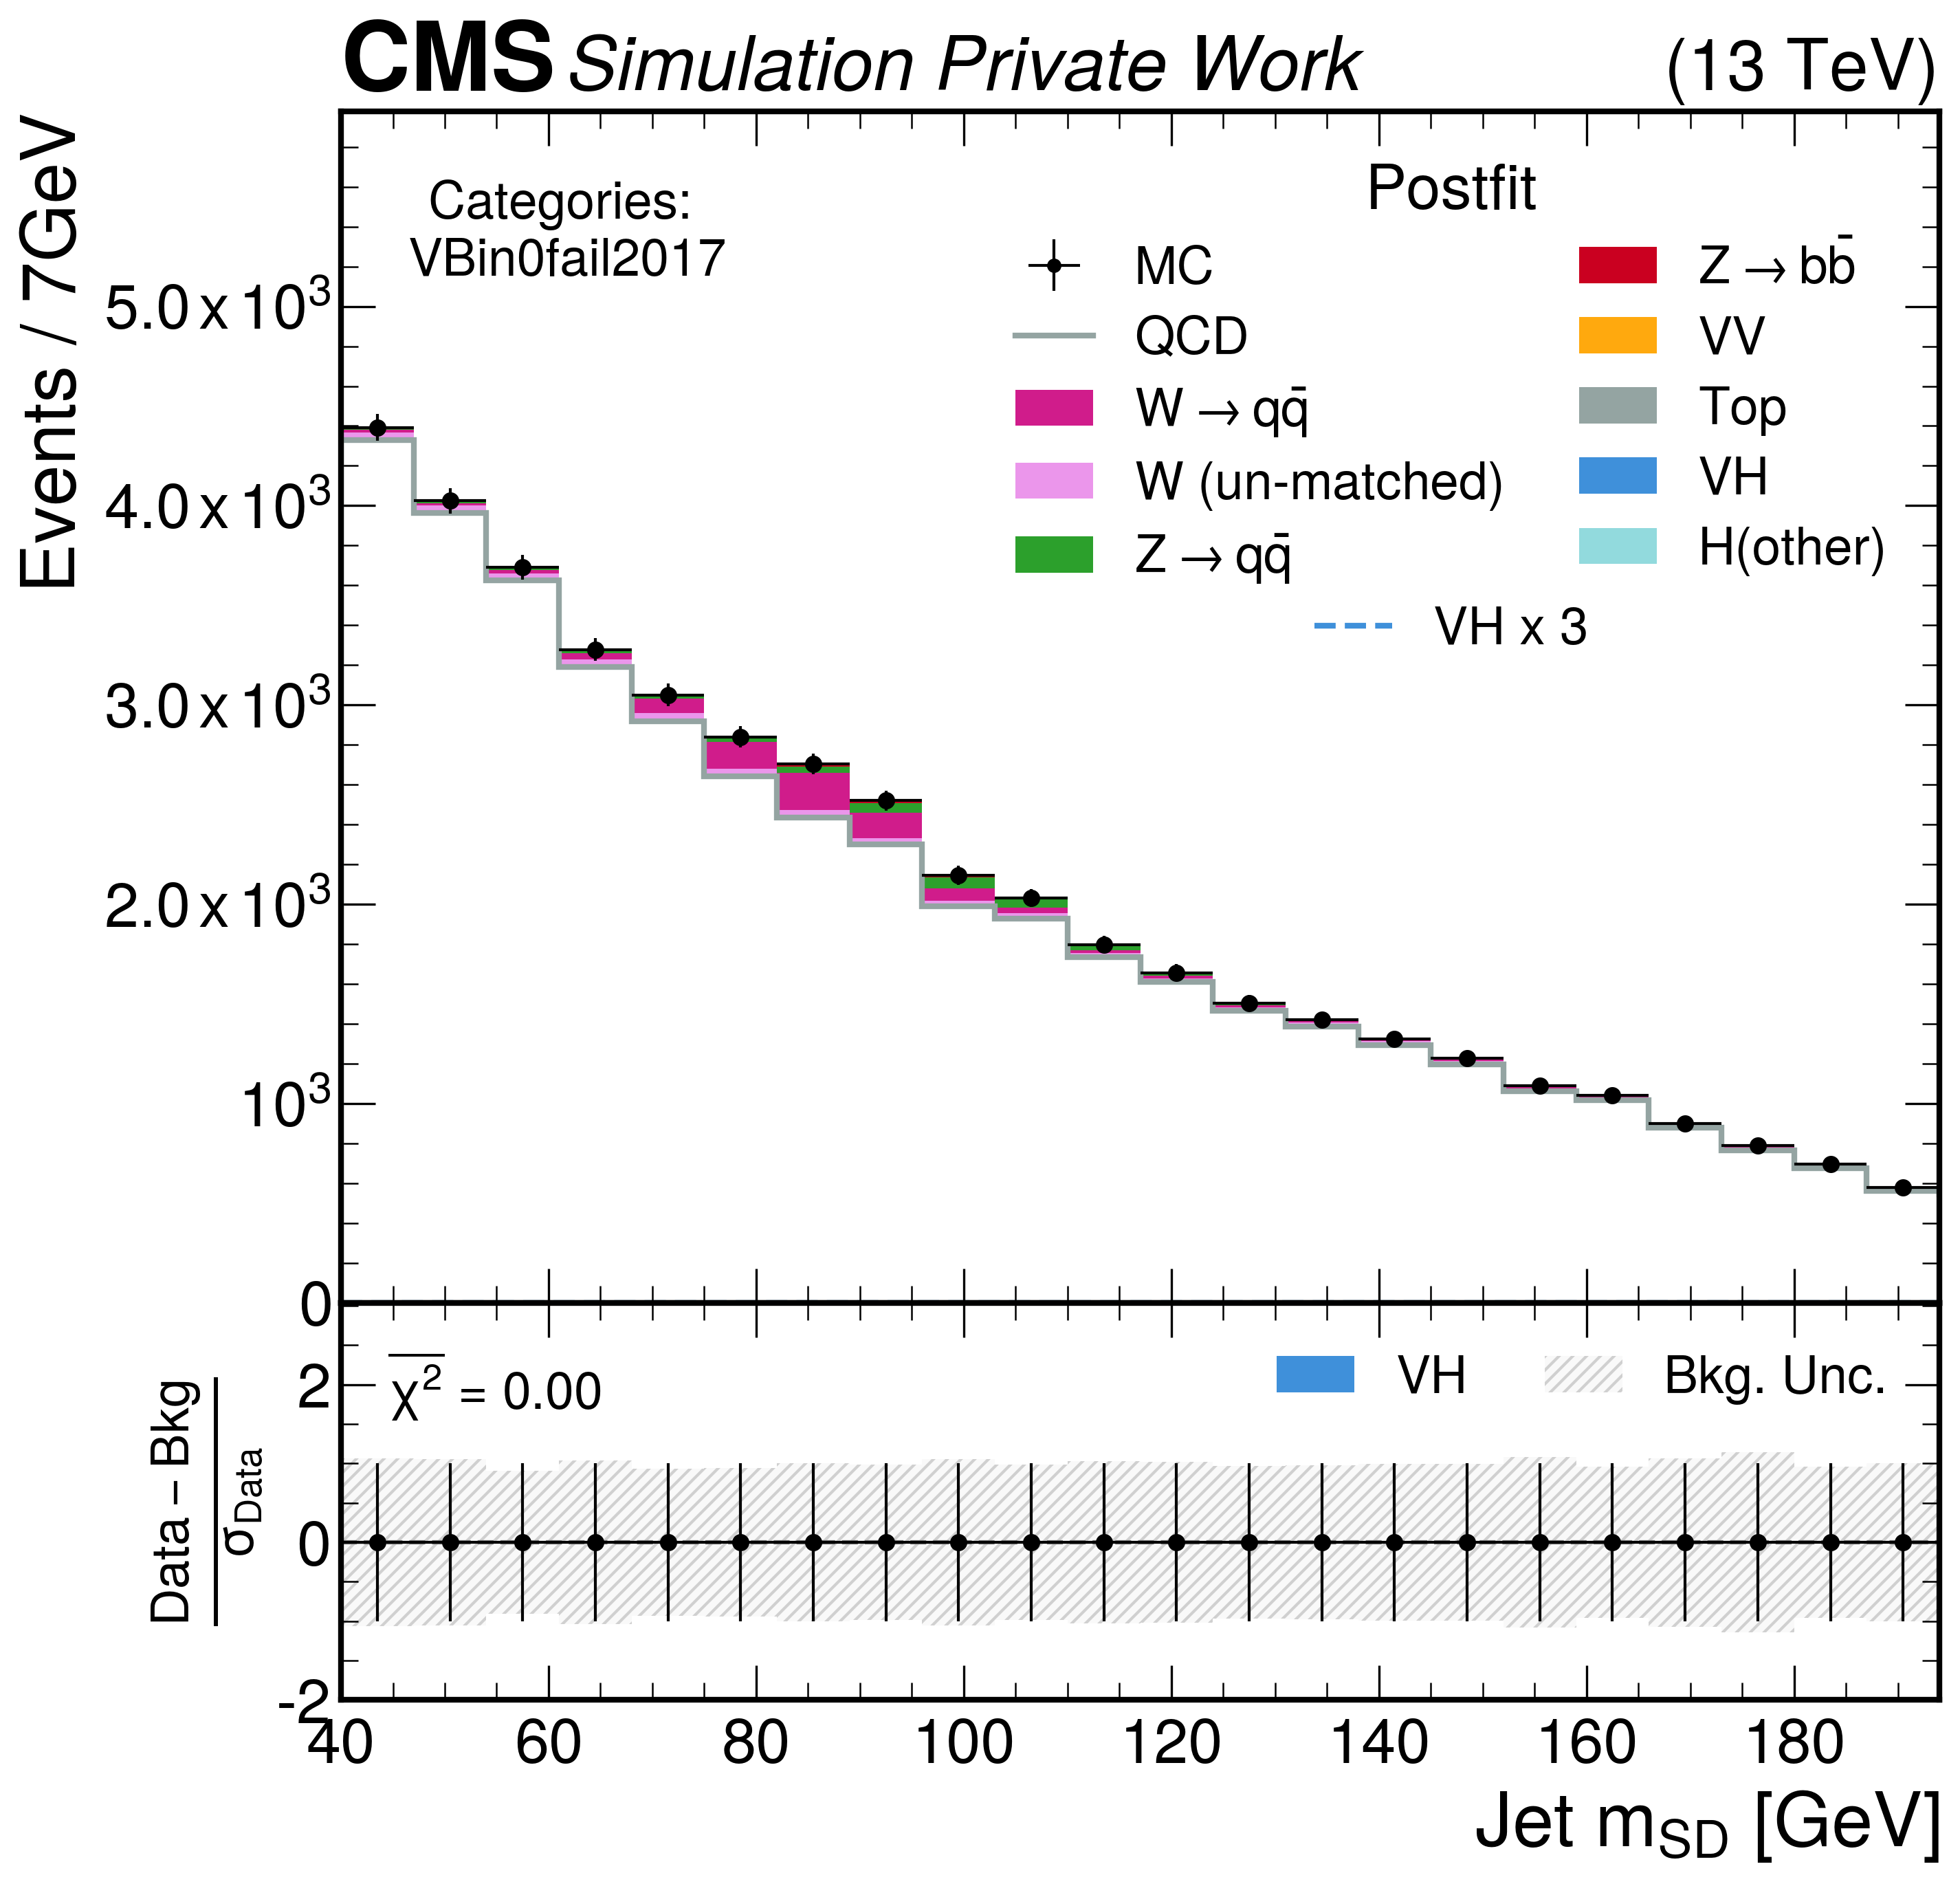 CMS Simulation Private Work (13 TeV)
Events / 7GeV
Categories:
VBin0fail2017
Postfit
MC
QCD
W → qq̄
W (un-matched)
Z → qq̄
Z → bb̄
VV
Top
VH
H(other)
VH x 3
5.0 x 10³
4.0 x 10³
3.0 x 10³
2.0 x 10³
10³
0
Data – Bkg
σ_Data
χ² = 0.00
VH
Bkg. Unc.
2
0
-2
40 60 80 100 120 140 160 180
Jet m_SD [GeV]